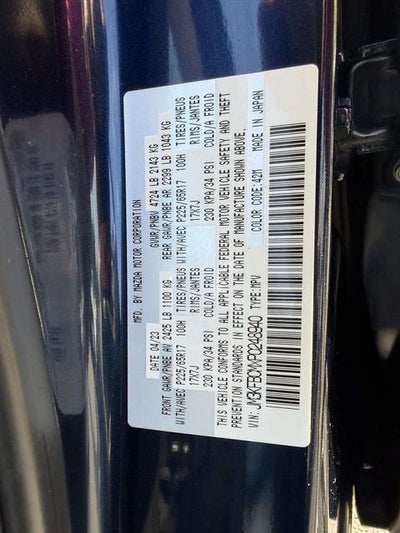 MFD. BY MAZDA MOTOR CORPORATION
DATE 04/23 GVWR/PNBV 4724 LB 2143 KG
FRONT GAWR/PNBE AV 2425 LB 1100 KG REAR GAWR/PNBE AR 2299 LB 1043 KG
WITH/AVEC P225/65R17 100H TIRES/PNEUS WITH/AVEC P225/65R17 100H TIRES/PNEUS
17X7J RIMS/JANTES 17X7J RIMS/JANTES
230 KPA/34 PSI COLD/A FROID 230 KPA/34 PSI COLD/A FROID
THIS VEHICLE CONFORMS TO ALL APPLICABLE FEDERAL MOTOR VEHICLE SAFETY AND THEFT
PREVENTION STANDARDS IN EFFECT ON THE DATE OF MANUFACTURE SHOWN ABOVE.
VIN: TYPE:MPV COLOR CODE:42M MADE IN JAPAN